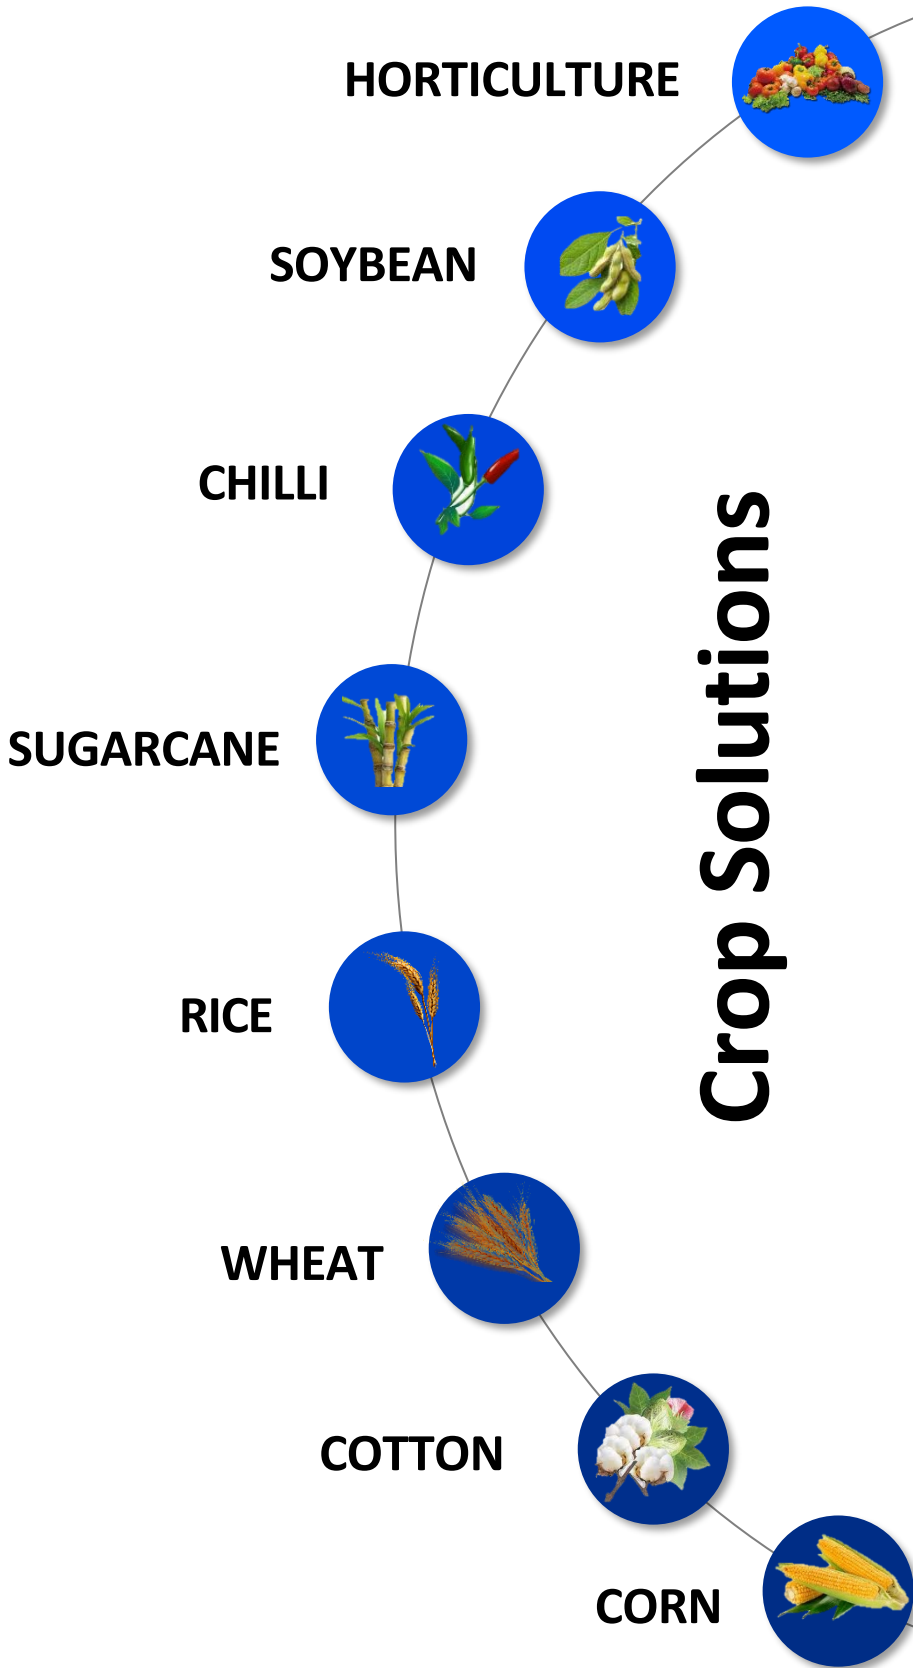 HORTICULTURE
SOYBEAN
CHILLI
SUGARCANE
RICE
WHEAT
COTTON
CORN
Crop Solutions